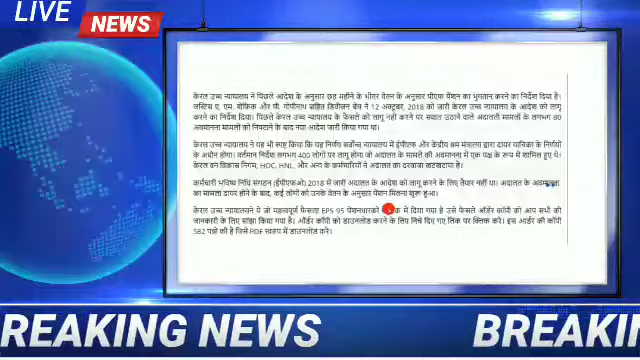 LIVE
NEWS
केरल उच्च न्यायालय ने पिछले आदेश के अनुसार छह महीने के भीतर वेतन के अनुसार पीएफ पेंशन का भुगतान करने का निर्देश दिया है।
जस्टिस ए. एम. शेफिक और पी. गोपीनाथ सहित डिवीजन बेंच ने 12 अक्टूबर, 2018 को जारी केरल उच्च न्यायालय के आदेश को लागू
करने का निर्देश दिया। पिछले केरल उच्च न्यायालय के फैसले को लागू नहीं करने पर सवाल उठाने वाले अदालती मामलों के लगभग 80
अवमानना मामलों को निपटाने के बाद नया आदेश जारी किया गया था।
केरल उच्च न्यायालय ने यह भी स्पष्ट किया कि यह निर्णय सर्वोच्च न्यायालय में ईपीएफ और केंद्रीय श्रम मंत्रालय द्वारा दायर याचिका के निर्णयों
के अधीन होगा। वर्तमान निर्देश लगभग 400 लोगों पर लागू होगा जो अदालत के मामले की अवमानना में एक पक्ष के रूप में शामिल हुए थे।
केरल वन विकास निगम, HOC, HNL, और अन्य के कर्मचारियों ने अदालत का दरवाजा खटखटाया है।
कर्मचारी भविष्य निधि संगठन (ईपीएफओ) 2018 में जारी अदालत के आदेश को लागू करने के लिए तैयार नहीं था। अदालत के अवमानना
का मामला दायर होने के बाद, कई लोगों को उनके वेतन के अनुसार पेंशन मिलना शुरू हुआ।
केरल उच्च न्यायालयने ये जो महत्वपूर्ण फैसला EPS 95 पेंशनधारको में दिया गया है उसे फैसले ऑर्डर कॉपी को आप सभी की
जानकारी के लिए सांझा किया गया है। ऑर्डर कॉपी को डाउनलोड करने के लिए निचे दिए गए लिंक पर क्लिक करे। इस आर्डर की कॉपी
582 पन्नो की है जिसे PDF स्वरुप में डाउनलोड करे।
REAKING NEWS
BREAKIN